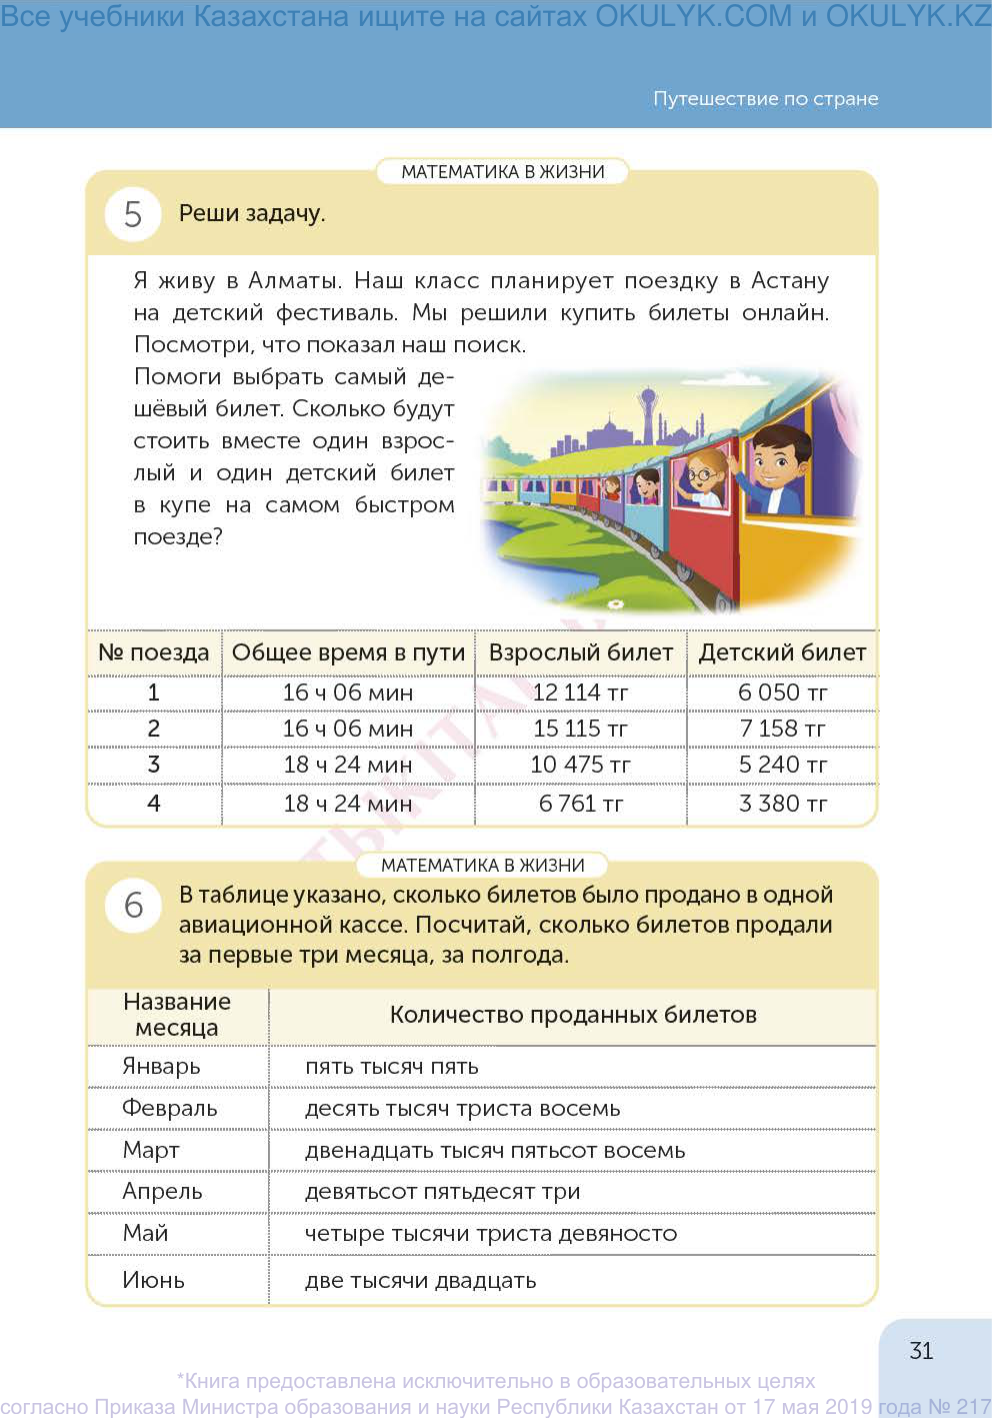 Все учебники Казахстана ищите на сайтах OKULYK.COM и OKULYK.KZ
Путешествие по стране
МАТЕМАТИКА В ЖИЗНИ
5 Реши задачу.
Я живу в Алматы. Наш класс планирует поездку в Астану
на детский фестиваль. Мы решили купить билеты онлайн.
Посмотри, что показал наш поиск.
Помоги выбрать самый де-
шёвый билет. Сколько будут
стоить вместе один взрос-
лый и один детский билет
в купе на самом быстром
поезде?
№ поезда Общее время в пути Взрослый билет Детский билет
1 16 ч 06 мин 12 114 тг 6 050 тг
2 16 ч 06 мин 15 115 тг 7 158 тг
3 18 ч 24 мин 10 475 тг 5 240 тг
4 18 ч 24 мин 6 761 тг 3 380 тг
МАТЕМАТИКА В ЖИЗНИ
6 В таблице указано, сколько билетов было продано в одной
авиационной кассе. Посчитай, сколько билетов продали
за первые три месяца, за полгода.
Название
месяца
Количество проданных билетов
Январь пять тысяч пять
Февраль десять тысяч триста восемь
Март двенадцать тысяч пятьсот восемь
Апрель девятьсот пятьдесят три
Май четыре тысячи триста девяносто
Июнь две тысячи двадцать
31
*Книга предоставлена исключительно в образовательных целях
согласно Приказа Министра образования и науки Республики Казахстан от 17 мая 2019 года № 217